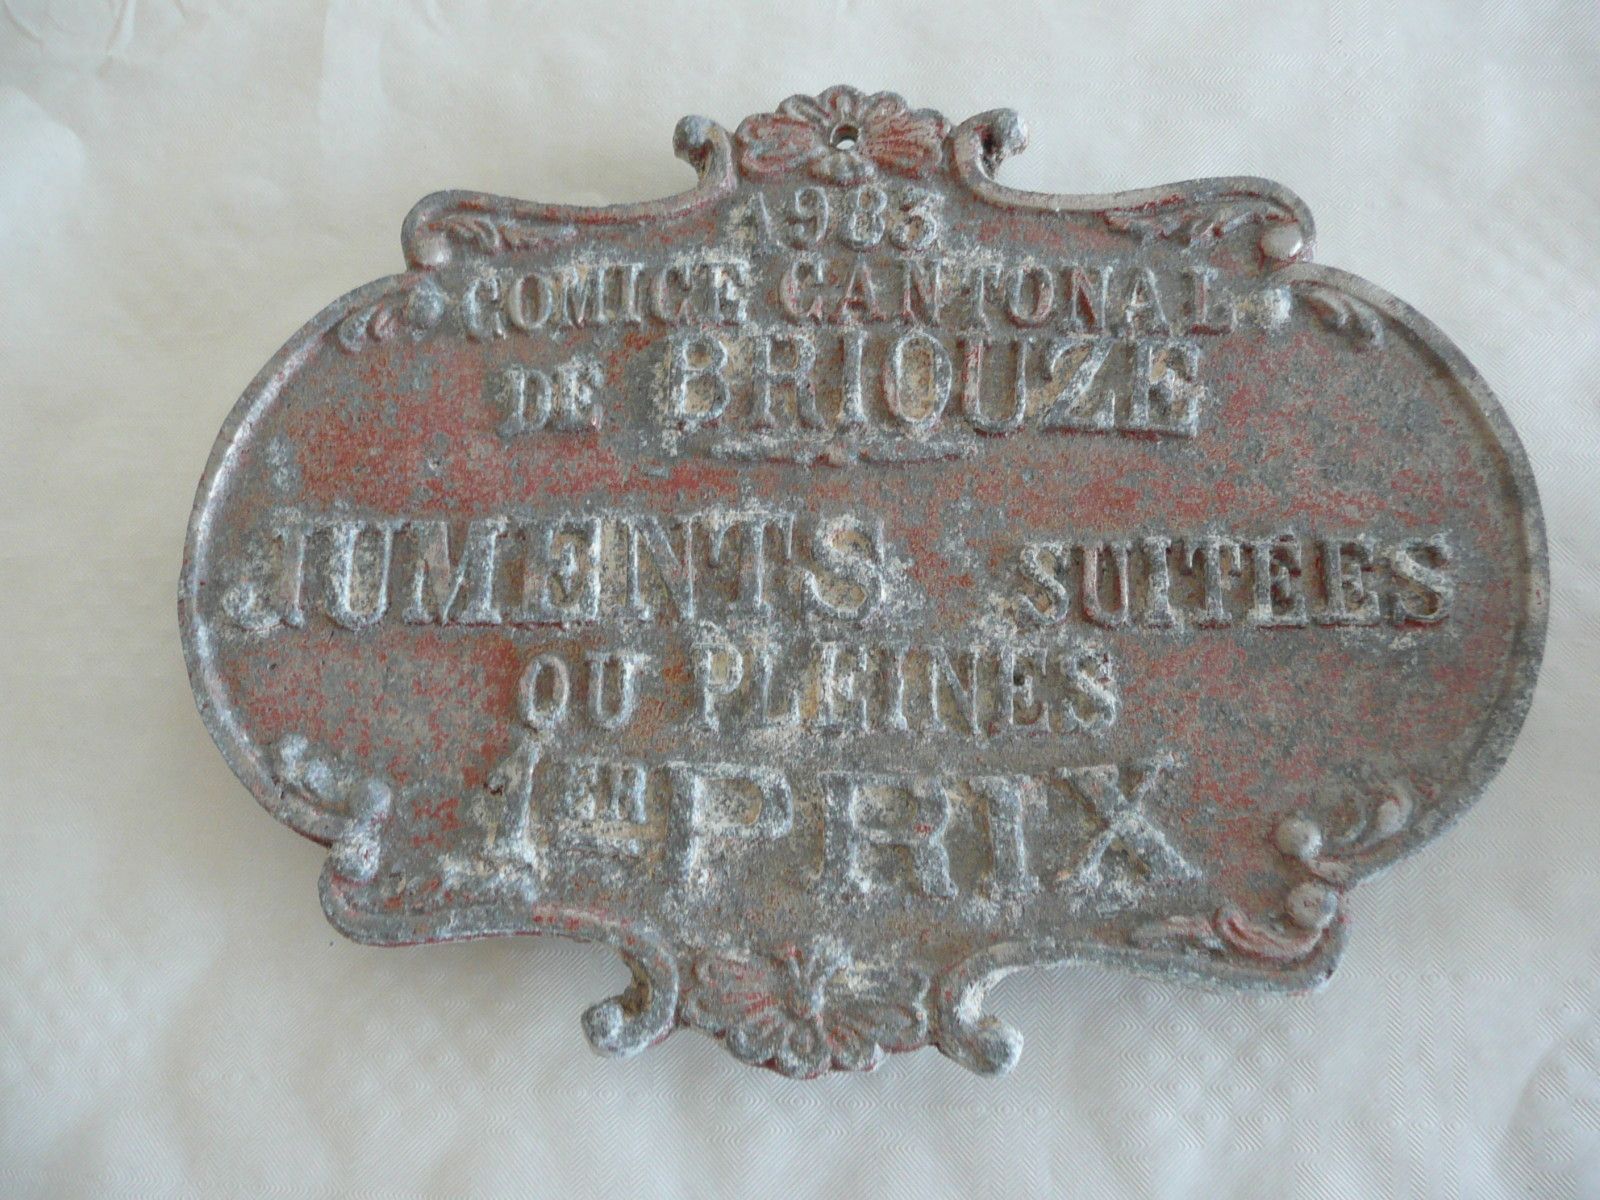 1983
COMICE CANTONAL
DE BRIOUZE
JUMENTS SUITÉES
OU PLEINES
1ER PRIX